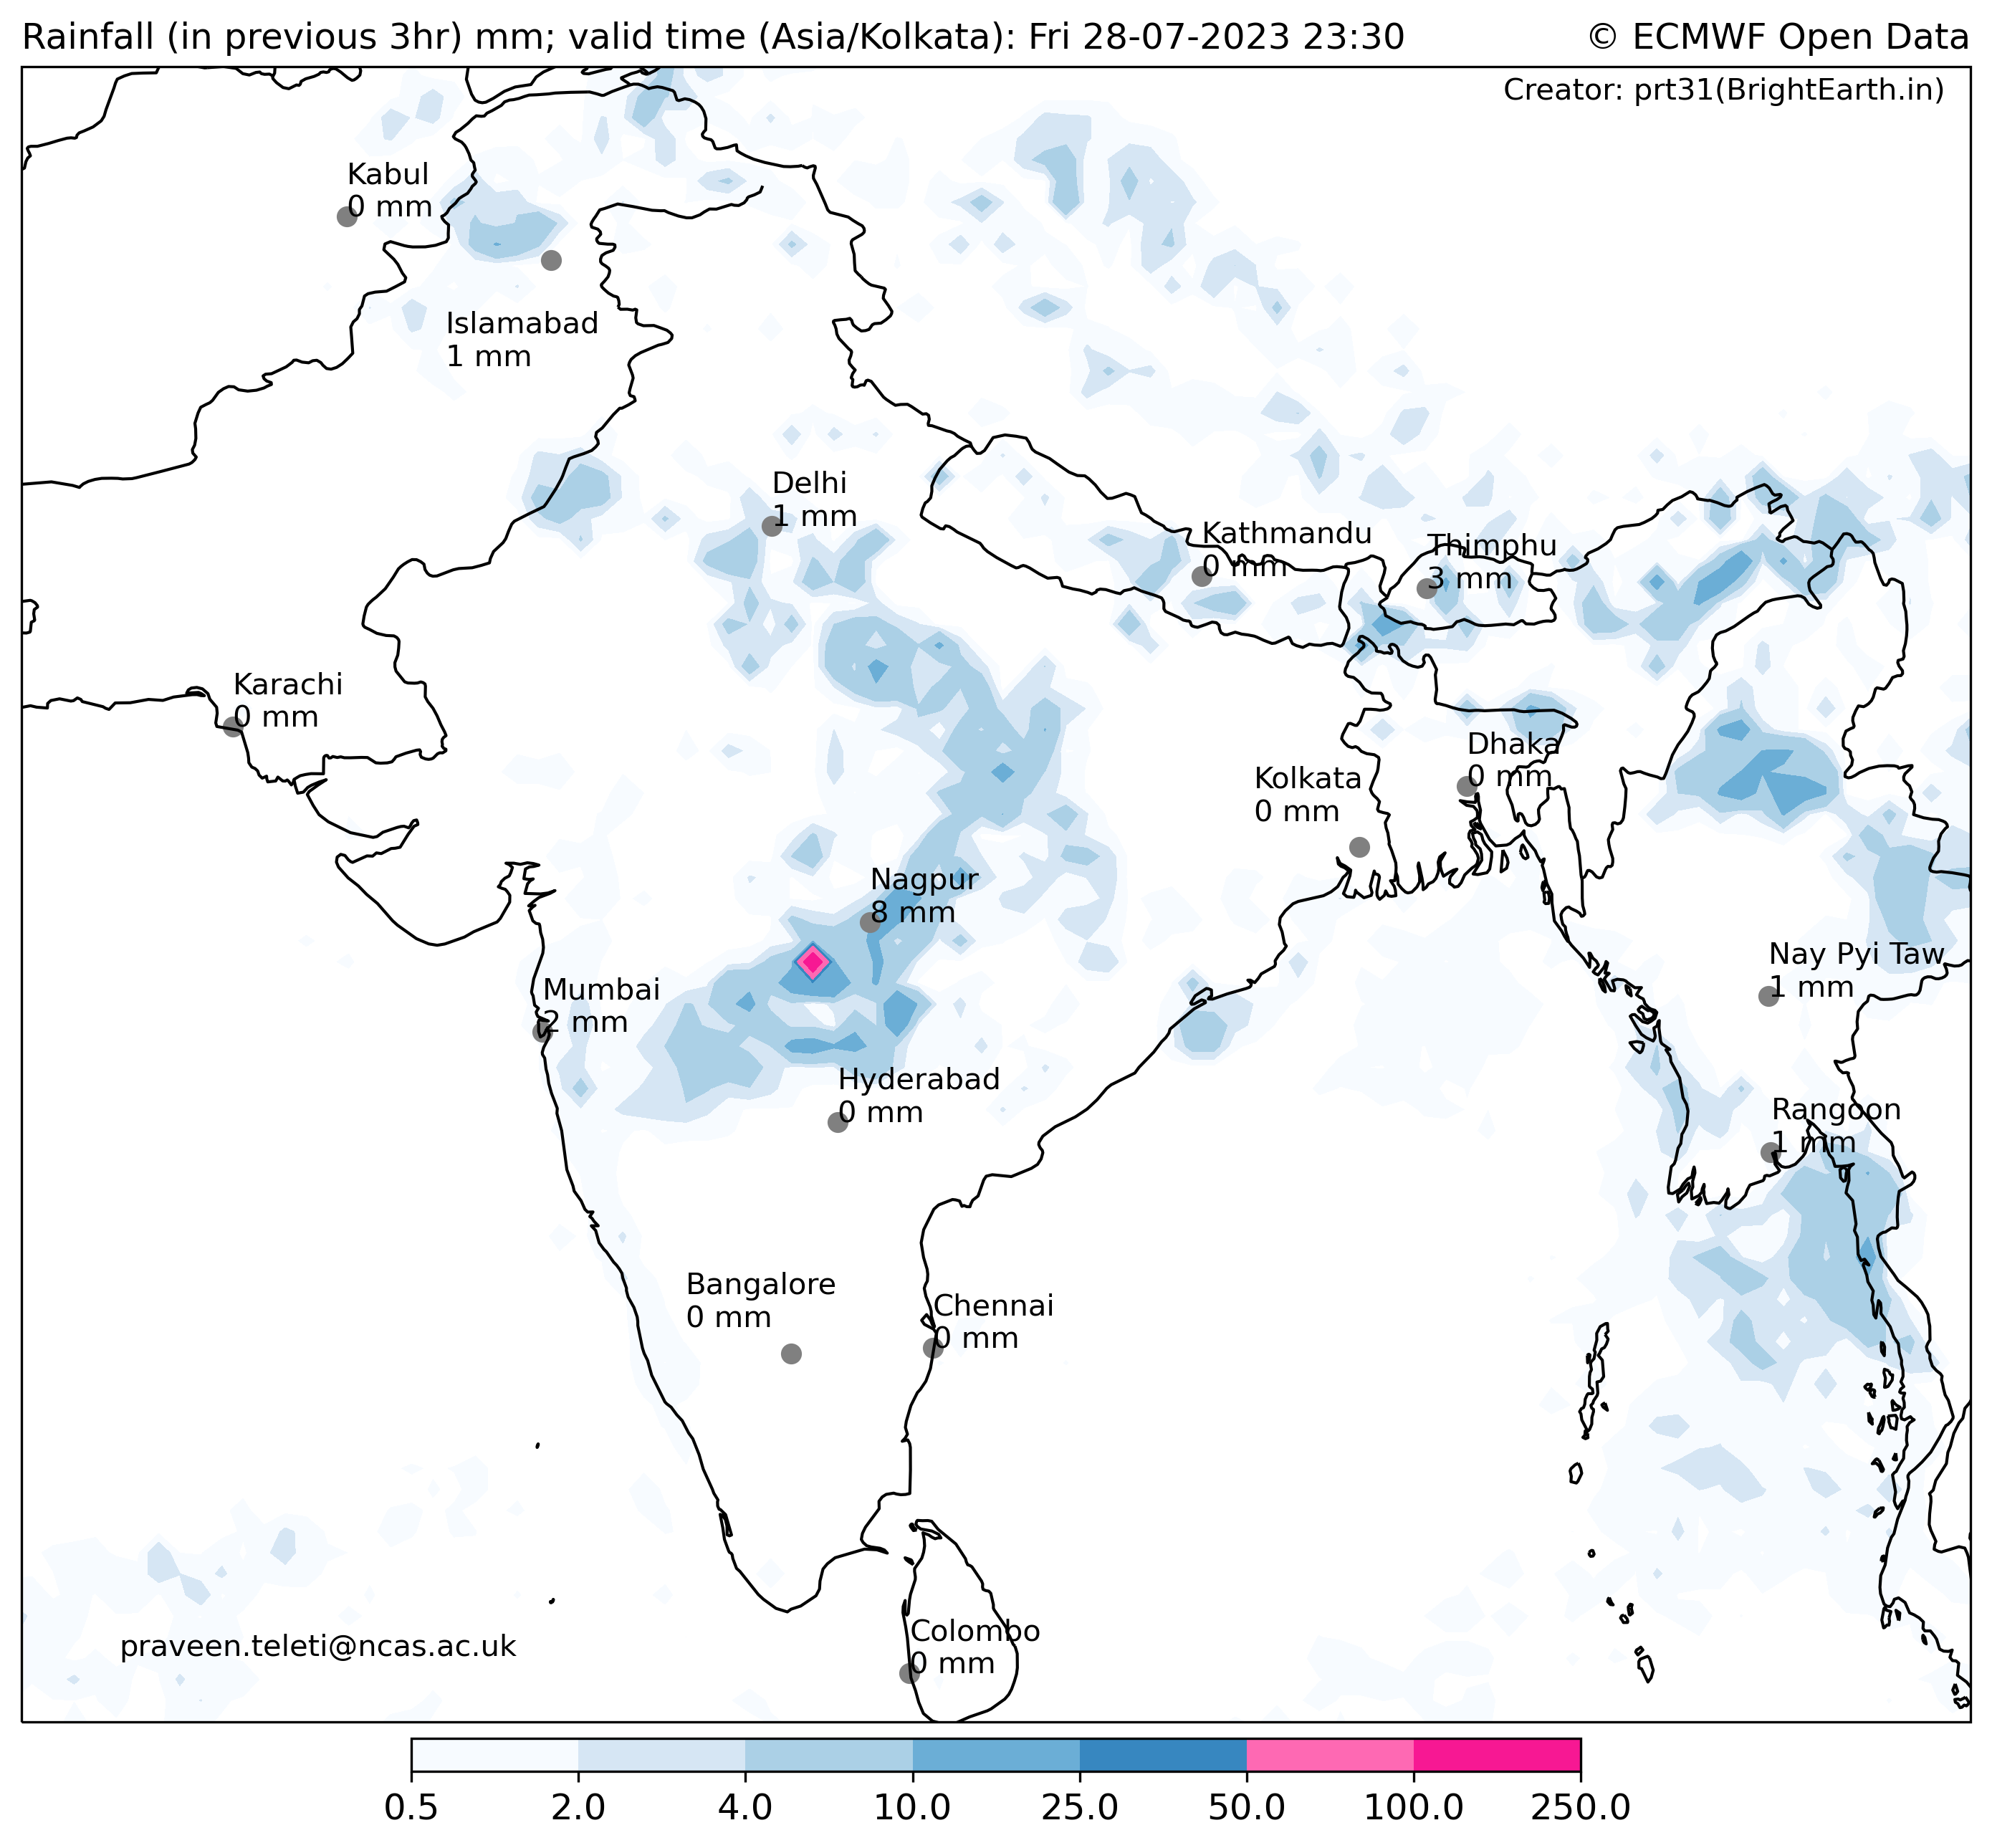 Rainfall (in previous 3hr) mm; valid time (Asia/Kolkata): Fri 28-07-2023 23:30
© ECMWF Open Data
Creator: prt31(BrightEarth.in)
Kabul
0 mm
Islamabad
1 mm
Delhi
1 mm
Kathmandu
0 mm
Thimphu
3 mm
Karachi
0 mm
Dhaka
0 mm
Kolkata
0 mm
Nagpur
8 mm
Nay Pyi Taw
1 mm
Mumbai
2 mm
Hyderabad
0 mm
Rangoon
1 mm
Bangalore
0 mm
Chennai
0 mm
Colombo
0 mm
praveen.teleti@ncas.ac.uk
0.5 2.0 4.0 10.0 25.0 50.0 100.0 250.0